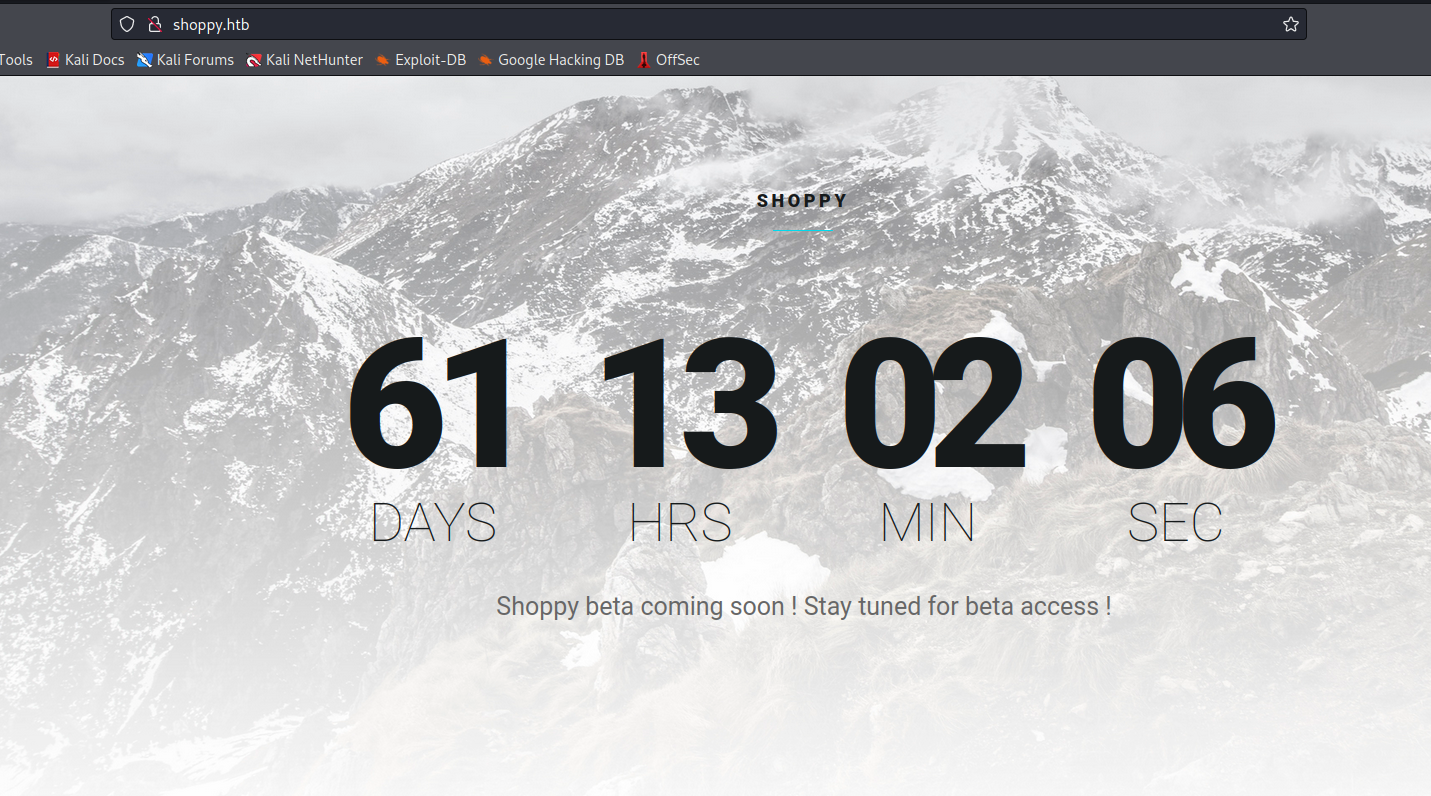 shoppy.htb
Tools Kali Docs Kali Forums Kali NetHunter Exploit-DB Google Hacking DB OffSec
SHOPPY
61 13 02 06
DAYS HRS MIN SEC
Shoppy beta coming soon ! Stay tuned for beta access !